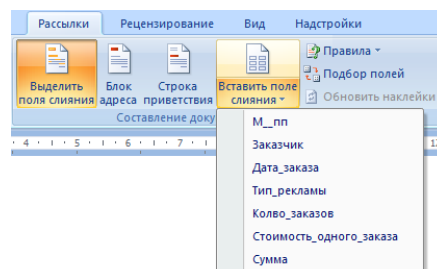 Рассылки Рецензирование Вид Надстройки
Выделить поля слияния
Блок адреса
Строка приветствия
Вставить поле слияния
Правила
Подбор полей
Обновить наклейки
Составление доку
4 5 6 7
М__пп
Заказчик
Дата_заказа
Тип_рекламы
Колво_заказов
Стоимость_одного_заказа
Сумма